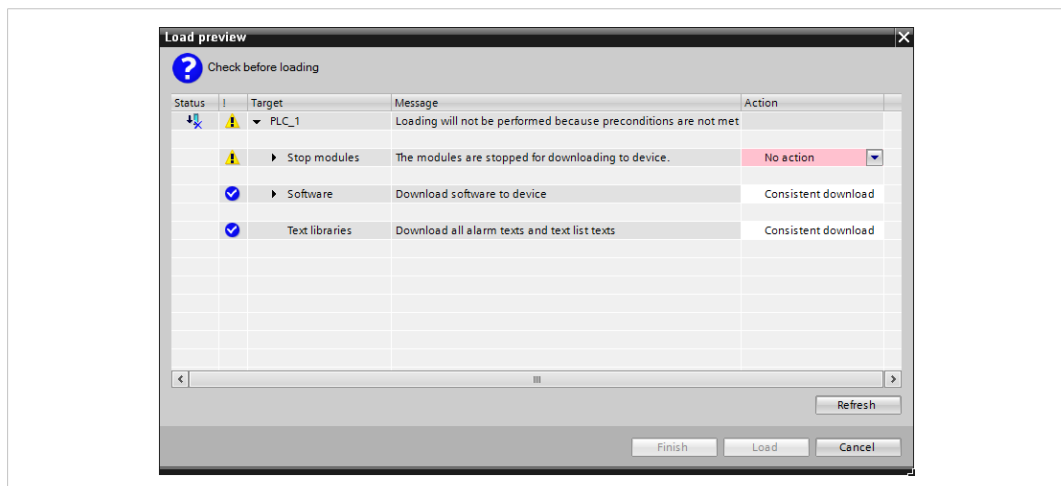 Load preview
Check before loading
Status ! Target Message Action
PLC_1 Loading will not be performed because preconditions are not met
Stop modules The modules are stopped for downloading to device. No action
Software Download software to device Consistent download
Text libraries Download all alarm texts and text list texts Consistent download
Refresh
Finish Load Cancel